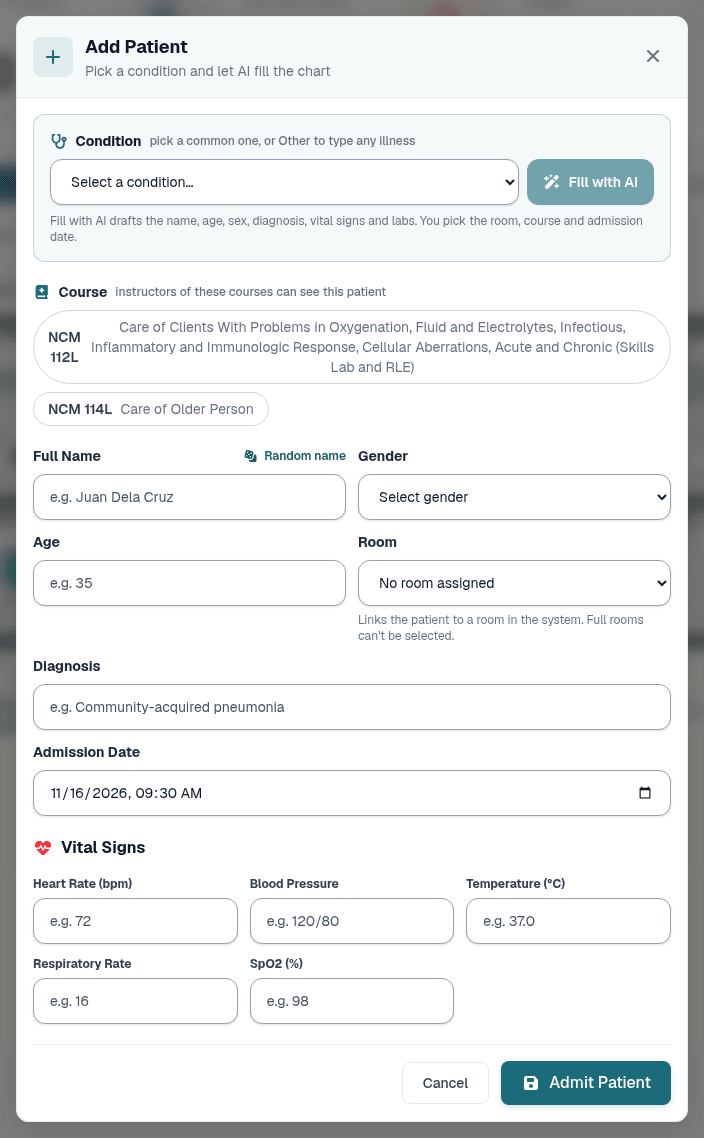 Add Patient
Pick a condition and let AI fill the chart
Condition pick a common one, or Other to type any illness
Select a condition...
Fill with AI
Fill with AI drafts the name, age, sex, diagnosis, vital signs and labs. You pick the room, course and admission
date.
Course instructors of these courses can see this patient
NCM
112L
Care of Clients With Problems in Oxygenation, Fluid and Electrolytes, Infectious,
Inflammatory and Immunologic Response, Cellular Aberrations, Acute and Chronic (Skills
Lab and RLE)
NCM 114L Care of Older Person
Full Name
Random name
Gender
e.g. Juan Dela Cruz
Select gender
Age
Room
e.g. 35
No room assigned
Links the patient to a room in the system. Full rooms
can't be selected.
Diagnosis
e.g. Community-acquired pneumonia
Admission Date
11/16/2026, 09:30 AM
Vital Signs
Heart Rate (bpm)
Blood Pressure
Temperature (°C)
e.g. 72
e.g. 120/80
e.g. 37.0
Respiratory Rate
SpO2 (%)
e.g. 16
e.g. 98
Cancel
Admit Patient